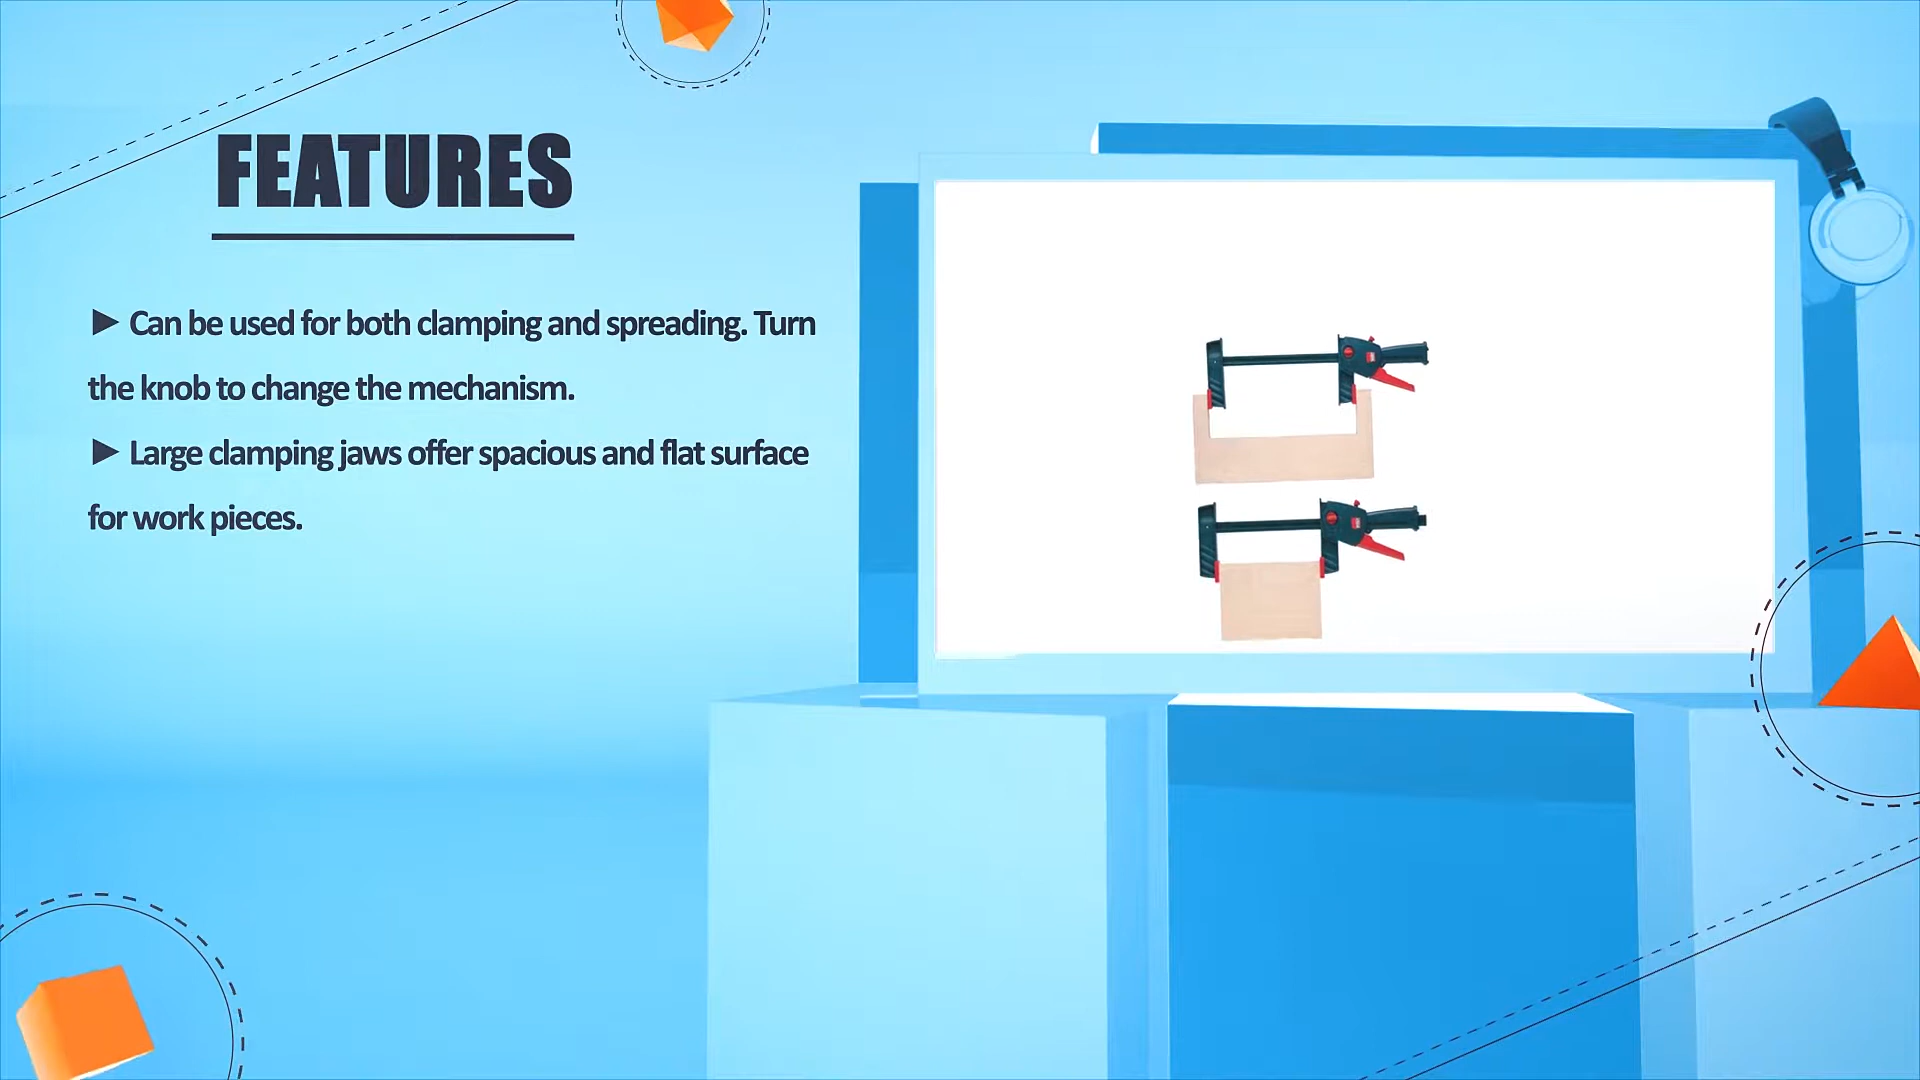 FEATURES
► Can be used for both clamping and spreading. Turn
the knob to change the mechanism.
► Large clamping jaws offer spacious and flat surface
for work pieces.